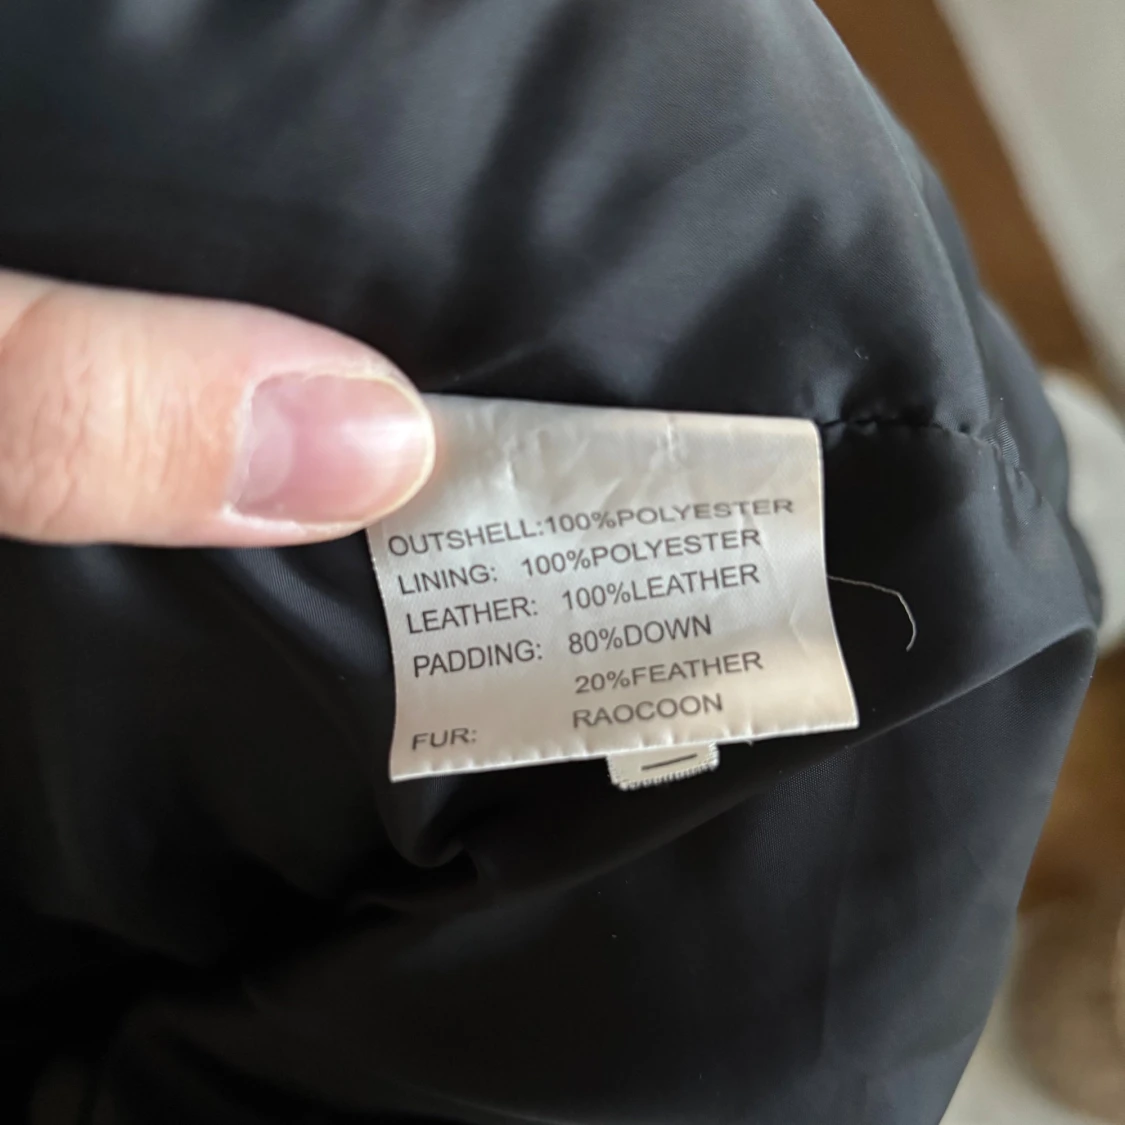 OUTSHELL:100%POLYESTER
LINING: 100%POLYESTER
LEATHER: 100%LEATHER
PADDING: 80%DOWN
20%FEATHER
FUR: RAOCOON